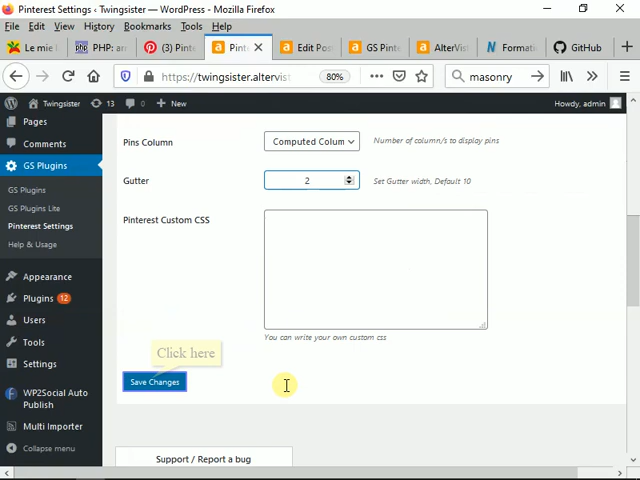 Pinterest Settings ‹ Twingsister — WordPress - Mozilla Firefox
File Edit View History Bookmarks Tools Help
Le mie f PHP: ar (3) Pint Pint Edit Po GS Pint AlterVist Formati GitHub
https://twingsister.altervist 80% masonry
Twingsister 13 0 New Howdy, admin
Pages
Comments
GS Plugins
GS Plugins
GS Plugins Lite
Pinterest Settings
Help & Usage
Appearance
Plugins 12
Users
Tools
Settings
WP2Social Auto
Publish
Multi Importer
Collapse menu
Pins Column Computed Colum Number of column/s to display pins
Gutter 2 Set Gutter width, Default 10
Pinterest Custom CSS
You can write your own custom css
Click here
Save Changes
Support / Report a bug